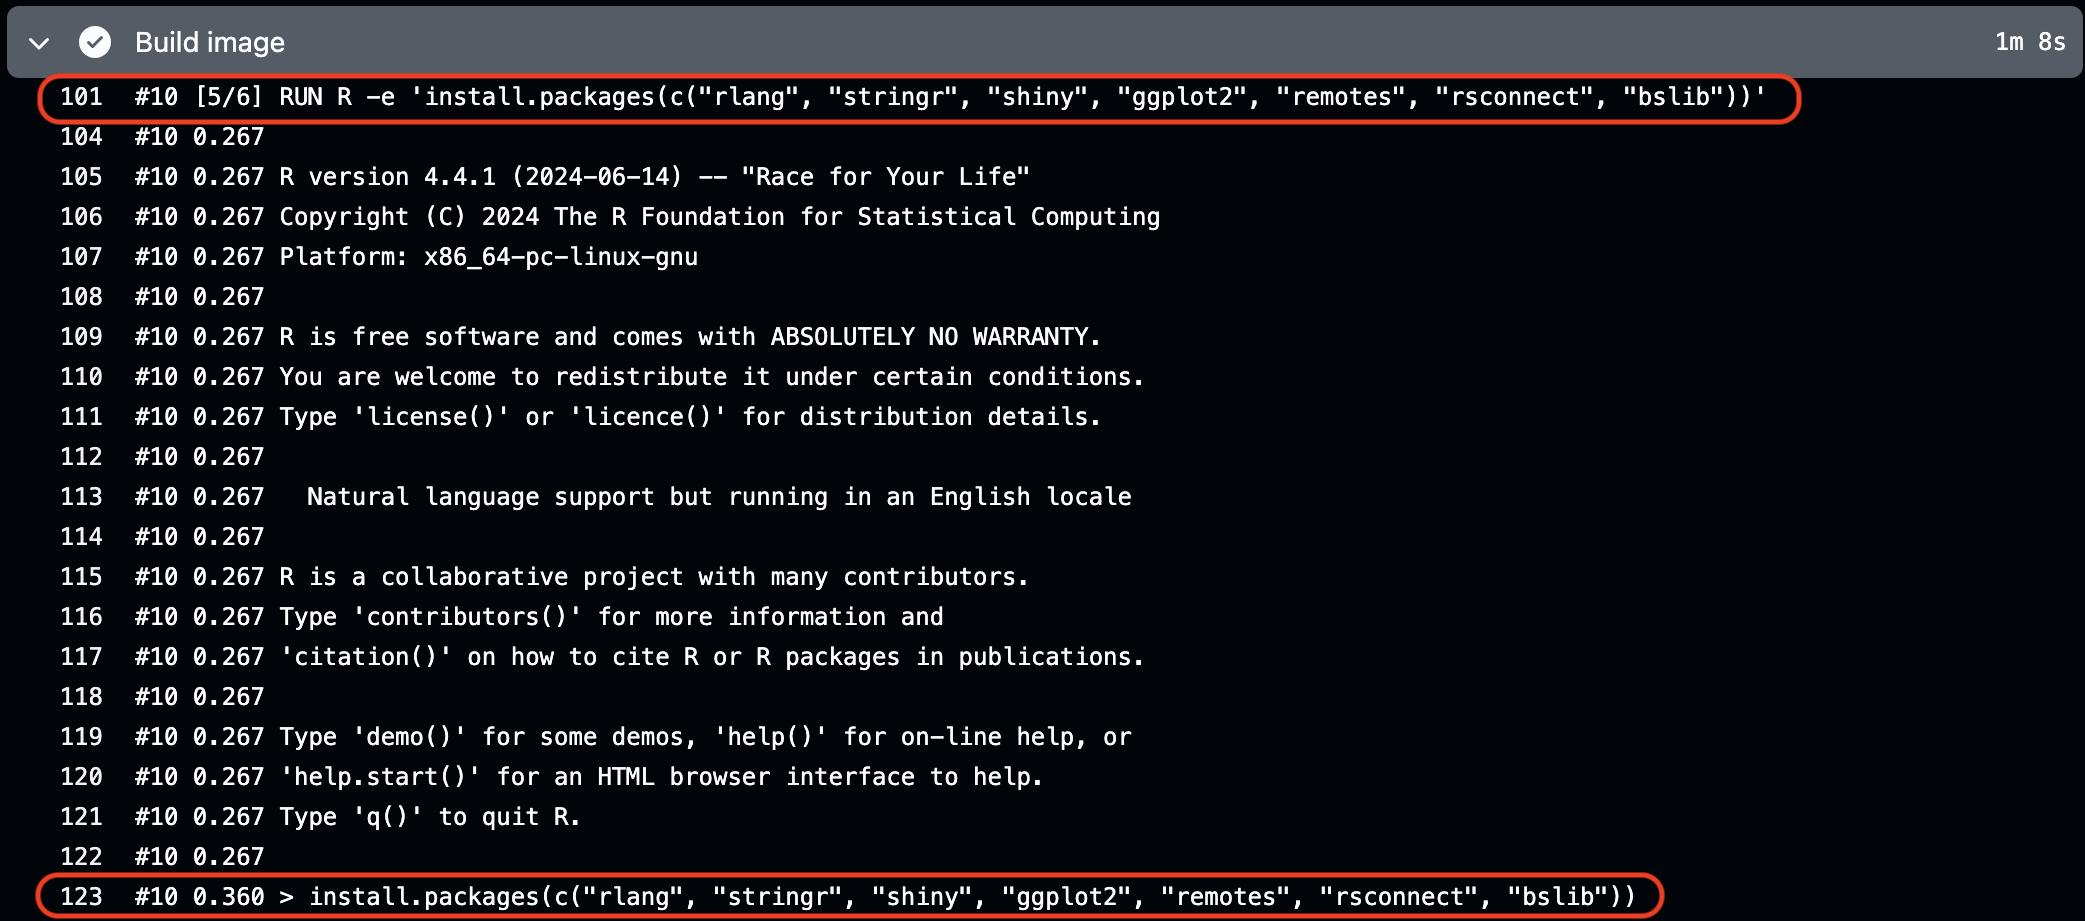 Build image 1m 8s
101 #10 [5/6] RUN R -e 'install.packages(c("rlang", "stringr", "shiny", "ggplot2", "remotes", "rsconnect", "bslib"))'
104 #10 0.267
105 #10 0.267 R version 4.4.1 (2024-06-14) -- "Race for Your Life"
106 #10 0.267 Copyright (C) 2024 The R Foundation for Statistical Computing
107 #10 0.267 Platform: x86_64-pc-linux-gnu
108 #10 0.267
109 #10 0.267 R is free software and comes with ABSOLUTELY NO WARRANTY.
110 #10 0.267 You are welcome to redistribute it under certain conditions.
111 #10 0.267 Type 'license()' or 'licence()' for distribution details.
112 #10 0.267
113 #10 0.267   Natural language support but running in an English locale
114 #10 0.267
115 #10 0.267 R is a collaborative project with many contributors.
116 #10 0.267 Type 'contributors()' for more information and
117 #10 0.267 'citation()' on how to cite R or R packages in publications.
118 #10 0.267
119 #10 0.267 Type 'demo()' for some demos, 'help()' for on-line help, or
120 #10 0.267 'help.start()' for an HTML browser interface to help.
121 #10 0.267 Type 'q()' to quit R.
122 #10 0.267
123 #10 0.360 > install.packages(c("rlang", "stringr", "shiny", "ggplot2", "remotes", "rsconnect", "bslib"))